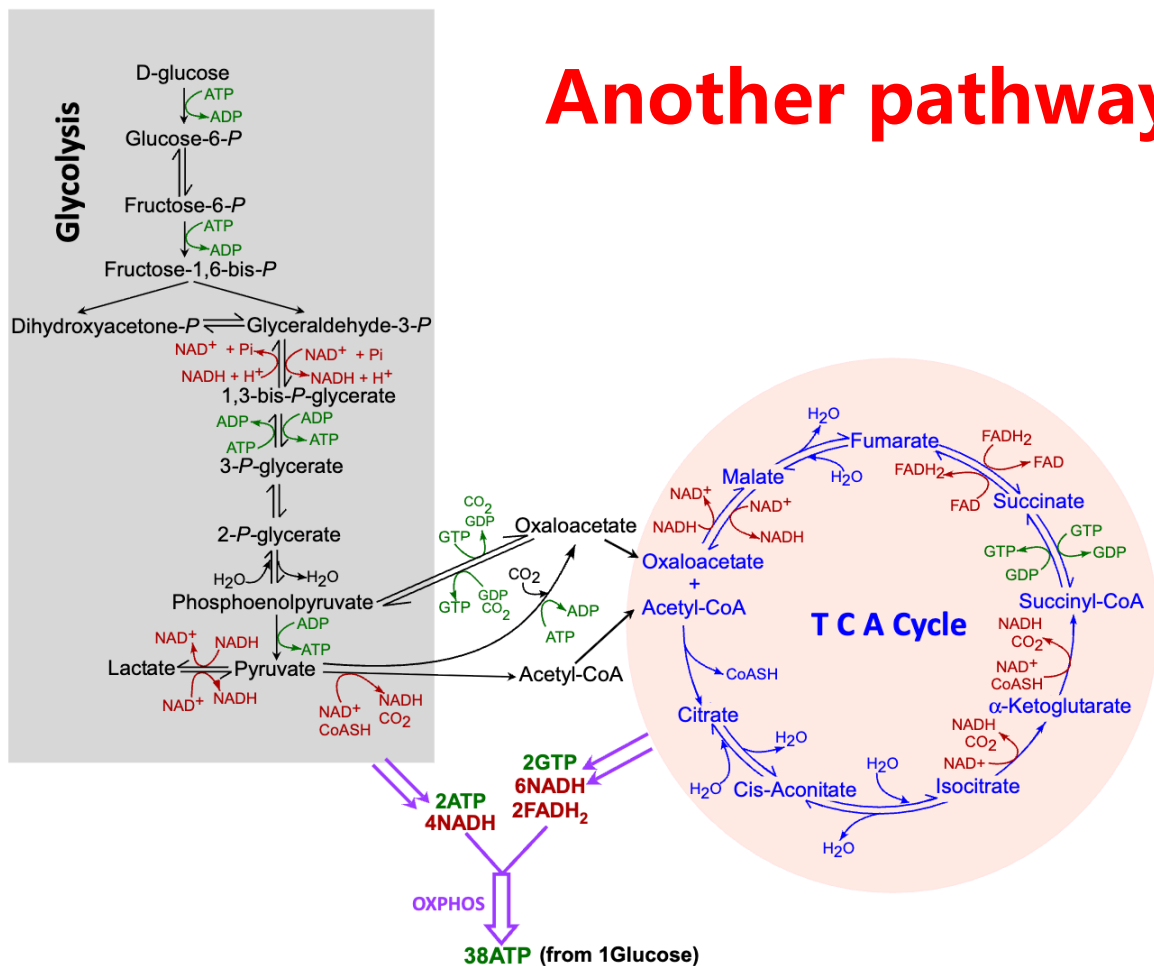 Another pathway
Glycolysis
D-glucose
ATP
ADP
Glucose-6-P
Fructose-6-P
ATP
ADP
Fructose-1,6-bis-P
Dihydroxyacetone-P
Glyceraldehyde-3-P
NAD+ + Pi
NAD+ + Pi
NADH + H+
NADH + H+
1,3-bis-P-glycerate
ADP
ADP
ATP
ATP
3-P-glycerate
2-P-glycerate
H2O
H2O
Phosphoenolpyruvate
ADP
ATP
NAD+
NADH
Lactate
Pyruvate
NAD+
NADH
NAD+
CoASH
NADH
CO2
CO2
GDP
GTP
Oxaloacetate
GTP
GDP
CO2
CO2
ADP
ATP
Acetyl-CoA
T C A Cycle
Oxaloacetate
+
Acetyl-CoA
CoASH
Citrate
H2O
H2O
Cis-Aconitate
H2O
H2O
Isocitrate
NADH
CO2
NAD+
α-Ketoglutarate
NADH
CO2
NAD+
CoASH
Succinyl-CoA
GTP
GDP
GTP
GDP
Succinate
FADH2
FAD
FADH2
FAD
Fumarate
H2O
H2O
Malate
NAD+
NADH
NAD+
NADH
2ATP
4NADH
2GTP
6NADH
2FADH2
OXPHOS
38ATP (from 1Glucose)